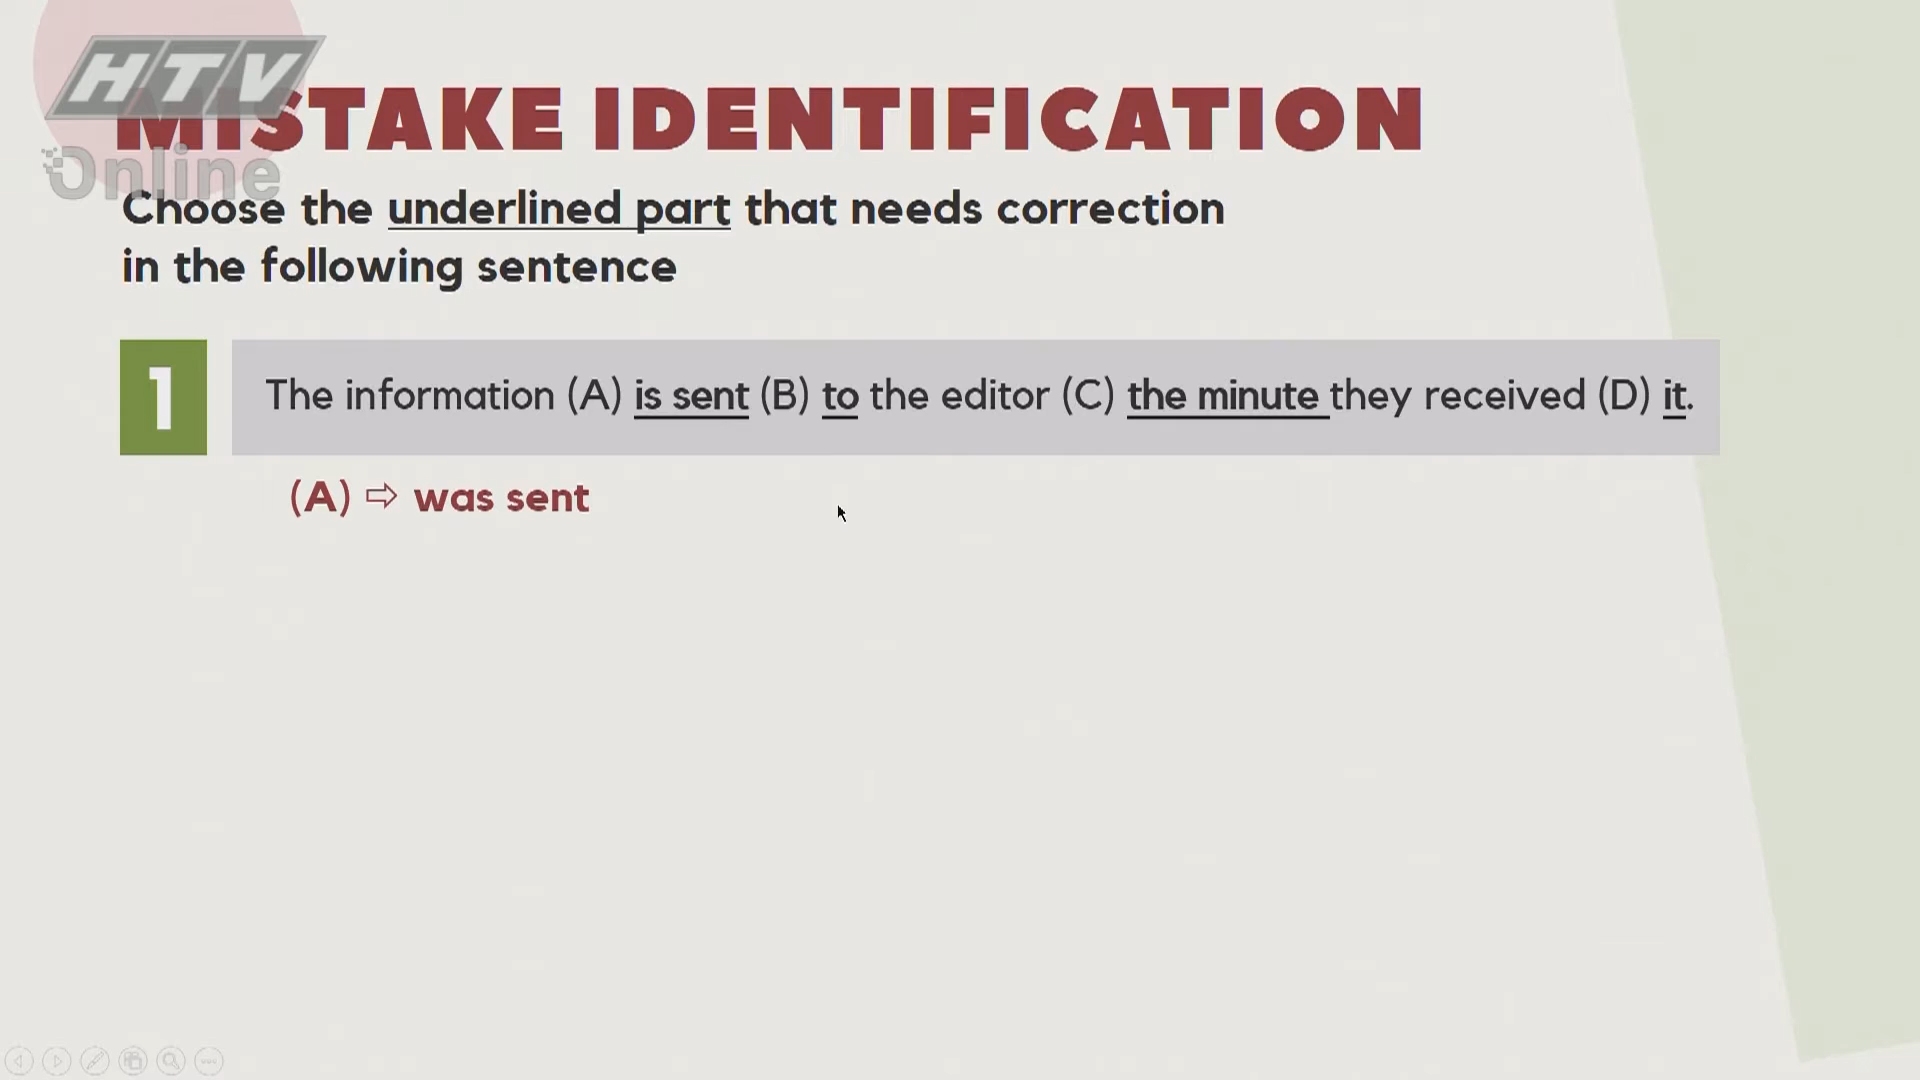 HTV
Online
MISTAKE IDENTIFICATION
Choose the underlined part that needs correction
in the following sentence
1
The information (A) is sent (B) to the editor (C) the minute they received (D) it.
(A) ⇨ was sent